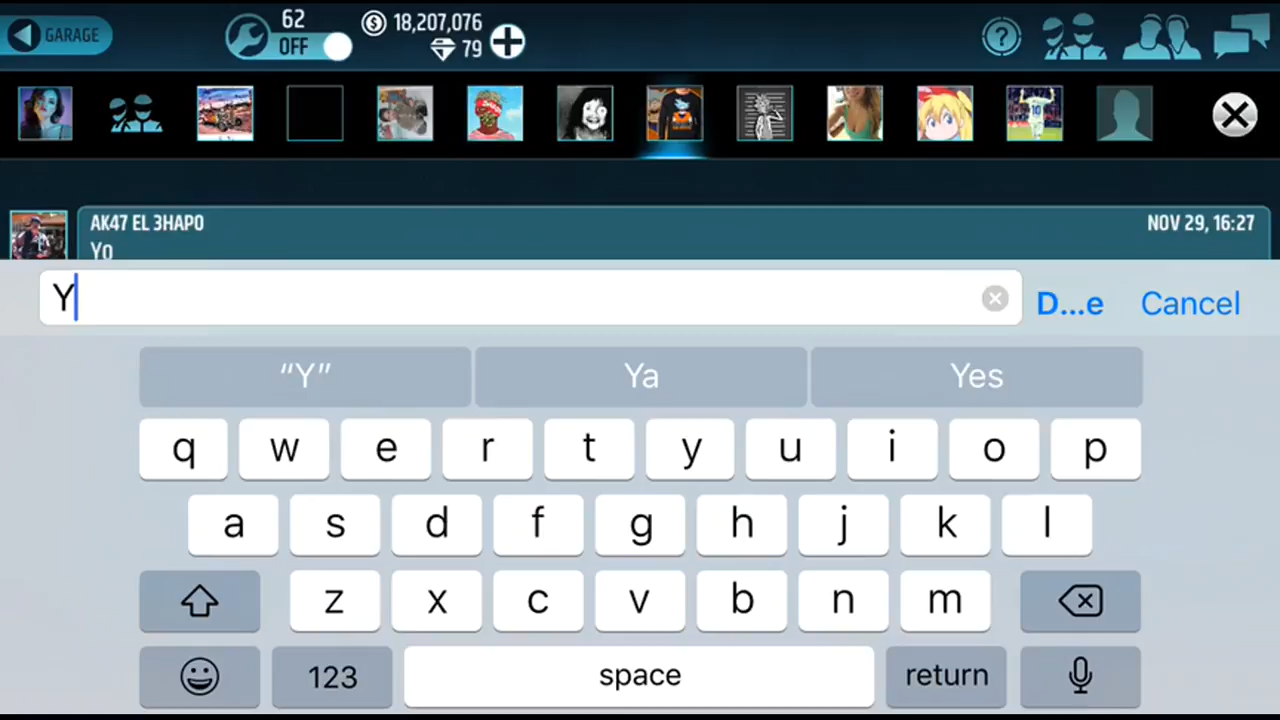 GARAGE
62
OFF
18,207,076
79
AK47 EL 3HAPO
NOV 29, 16:27
Yo
Y
D...e
Cancel
“Y”
Ya
Yes
q w e r t y u i o p
a s d f g h j k l
z x c v b n m
123
space
return